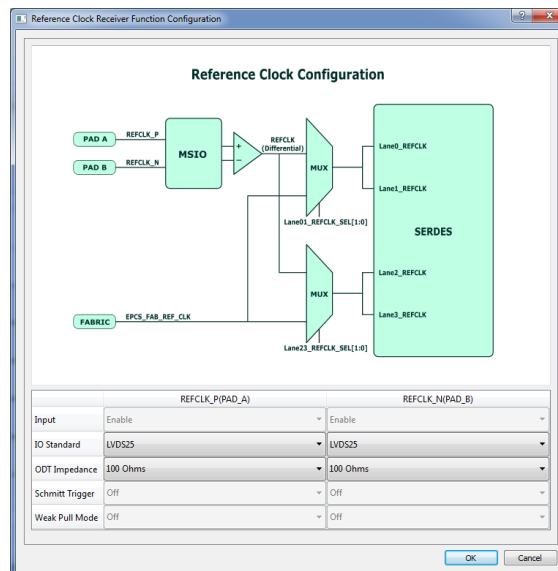 Reference Clock Receiver Function Configuration
Reference Clock Configuration
PAD A
REFCLK_P
PAD B
REFCLK_N
MSIO
+
−
REFCLK
(Differential)
MUX
Lane01_REFCLK_SEL[1:0]
Lane0_REFCLK
Lane1_REFCLK
SERDES
Lane2_REFCLK
Lane3_REFCLK
MUX
Lane23_REFCLK_SEL[1:0]
FABRIC
EPCS_FAB_REF_CLK
REFCLK_P(PAD_A) REFCLK_N(PAD_B)
Input Enable Enable
IO Standard LVDS25 LVDS25
ODT Impedance 100 Ohms 100 Ohms
Schmitt Trigger Off Off
Weak Pull Mode Off Off
OK Cancel